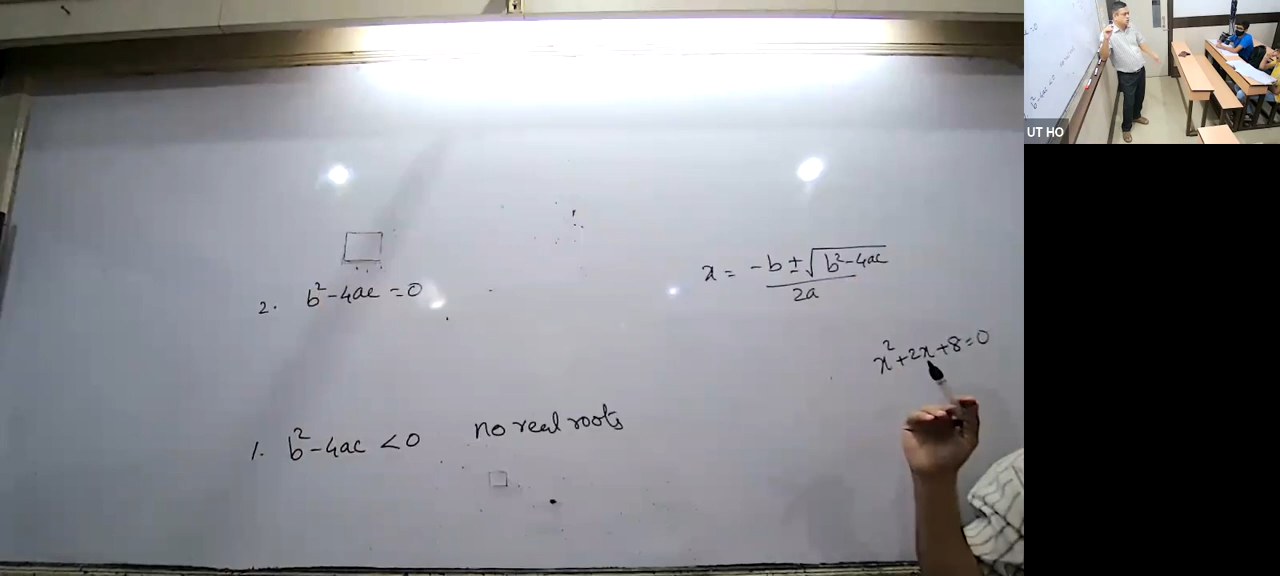 2. b²-4ac = 0
x = -b ± √b²-4ac / 2a
x²+2x+8=0
1. b²-4ac < 0 no real roots
UT HO